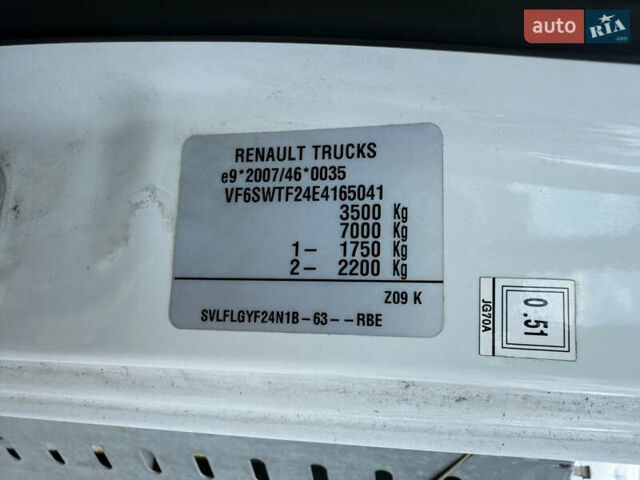 auto RIA.com
RENAULT TRUCKS
e9*2007/46*0035
VF6SWTF24E4165041
3500 Kg
7000 Kg
1- 1750 Kg
2- 2200 Kg
Z09 K
SVLFLGYF24N1B-63--RBE
JG70A
0.51